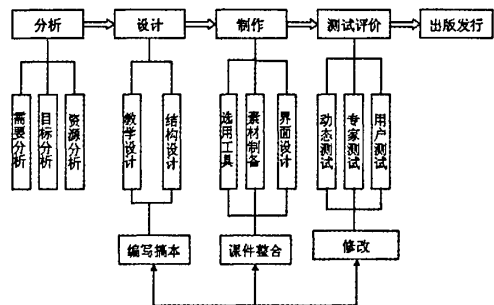 分析
设计
制作
测试评价
出版发行
需要分析
目标分析
资源分析
教学设计
结构设计
选用工具
素材制备
界面设计
动态测试
专家测试
用户测试
编写搞本
课件整合
修改